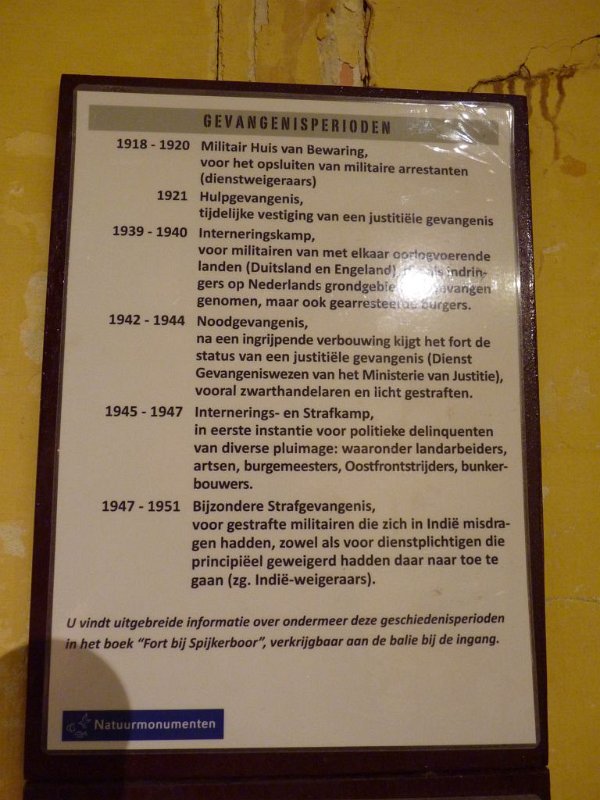 GEVANGENISPERIODEN
1918 - 1920 Militair Huis van Bewaring,
voor het opsluiten van militaire arrestanten
(dienstweigeraars)
1921 Hulpgevangenis,
tijdelijke vestiging van een justitiële gevangenis
1939 - 1940 Interneringskamp,
voor militairen van met elkaar oorlogvoerende
landen (Duitsland en Engeland), indrin-
gers op Nederlands grondgebied gevangen
genomen, maar ook gearresteerde burgers.
1942 - 1944 Noodgevangenis,
na een ingrijpende verbouwing kijgt het fort de
status van een justitiële gevangenis (Dienst
Gevangeniswezen van het Ministerie van Justitie),
vooral zwarthandelaren en licht gestraften.
1945 - 1947 Internerings- en Strafkamp,
in eerste instantie voor politieke delinquenten
van diverse pluimage: waaronder landarbeiders,
artsen, burgemeesters, Oostfrontstrijders, bunker-
bouwers.
1947 - 1951 Bijzondere Strafgevangenis,
voor gestrafte militairen die zich in Indië misdra-
gen hadden, zowel als voor dienstplichtigen die
principiëel geweigerd hadden daar naar toe te
gaan (zg. Indië-weigeraars).
U vindt uitgebreide informatie over ondermeer deze geschiedenisperioden
in het boek “Fort bij Spijkerboor”, verkrijgbaar aan de balie bij de ingang.
Natuurmonumenten